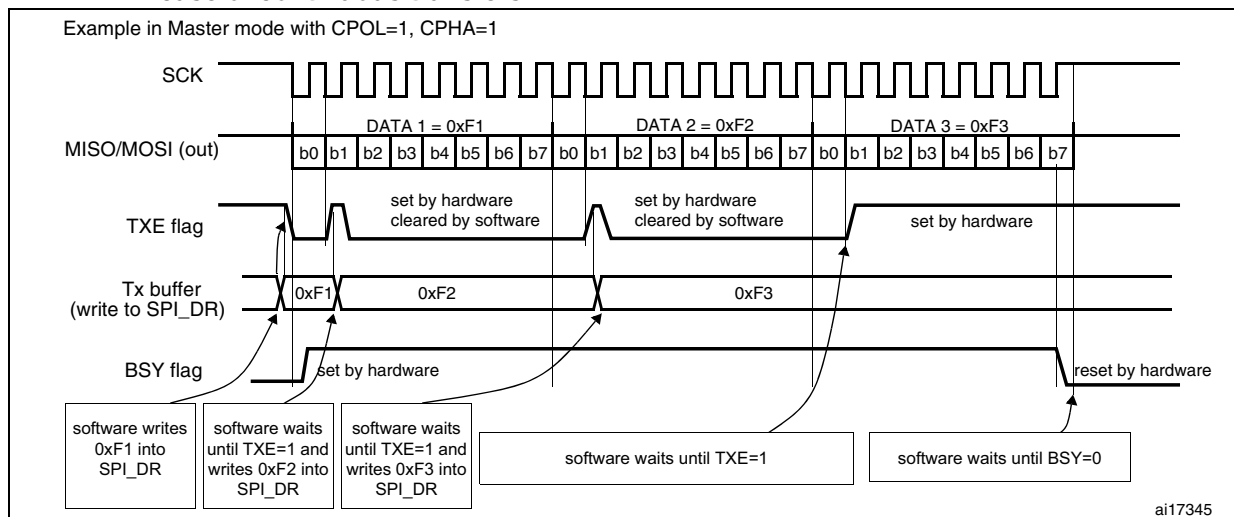 Example in Master mode with CPOL=1, CPHA=1
SCK
DATA 1 = 0xF1
DATA 2 = 0xF2
DATA 3 = 0xF3
MISO/MOSI (out)
b0 b1 b2 b3 b4 b5 b6 b7 b0 b1 b2 b3 b4 b5 b6 b7 b0 b1 b2 b3 b4 b5 b6 b7
TXE flag
set by hardware
cleared by software
set by hardware
cleared by software
set by hardware
Tx buffer
(write to SPI_DR)
0xF1
0xF2
0xF3
BSY flag
set by hardware
reset by hardware
software writes
0xF1 into
SPI_DR
software waits
until TXE=1 and
writes 0xF2 into
SPI_DR
software waits
until TXE=1 and
writes 0xF3 into
SPI_DR
software waits until TXE=1
software waits until BSY=0
ai17345